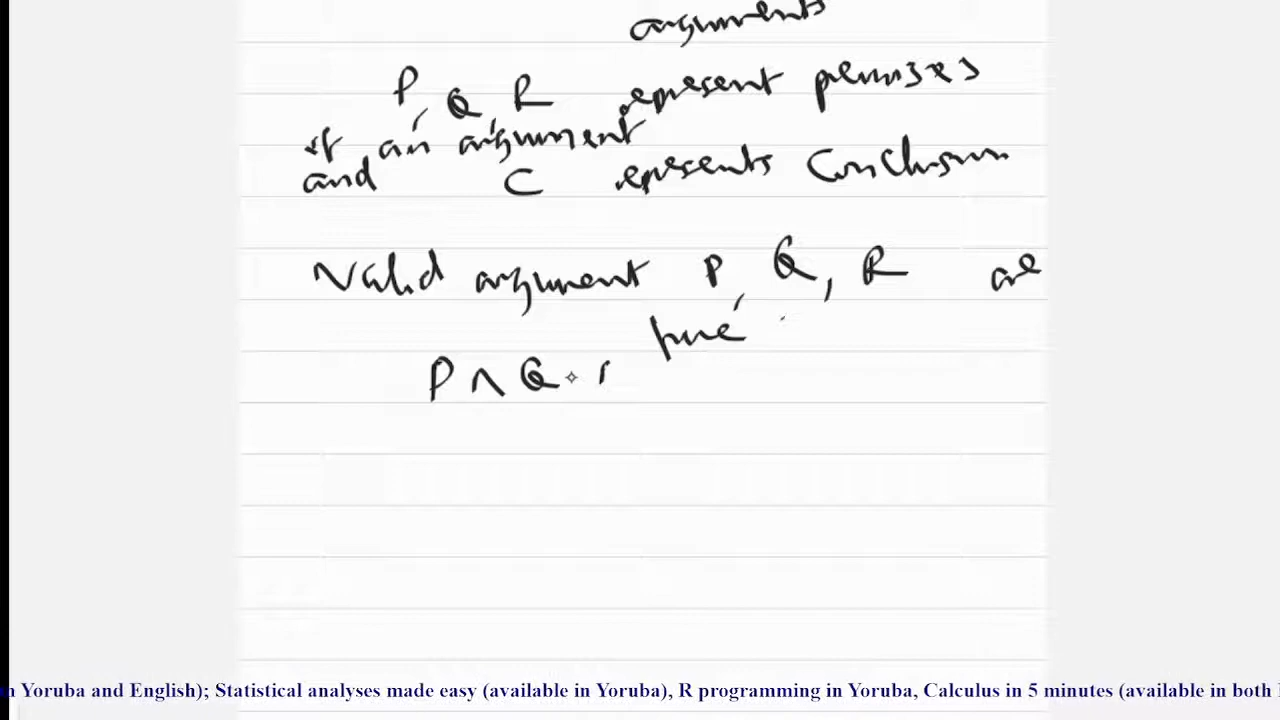 arguments
P, Q, R represent premises
of an argument
and C represents Conclusion
Valid argument P, Q, R are
true
P ∧ Q
n Yoruba and English); Statistical analyses made easy (available in Yoruba), R programming in Yoruba, Calculus in 5 minutes (available in both